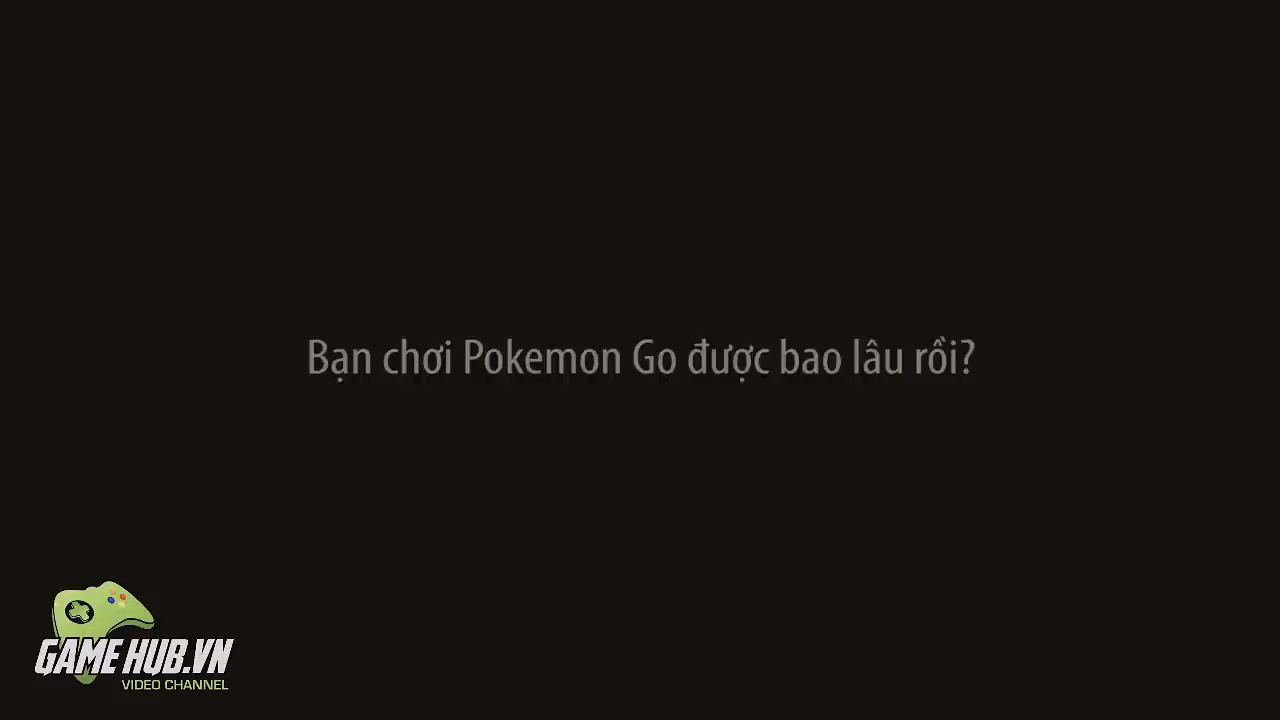 Bạn chơi Pokemon Go được bao lâu rồi?
GAME HUB.VN
VIDEO CHANNEL